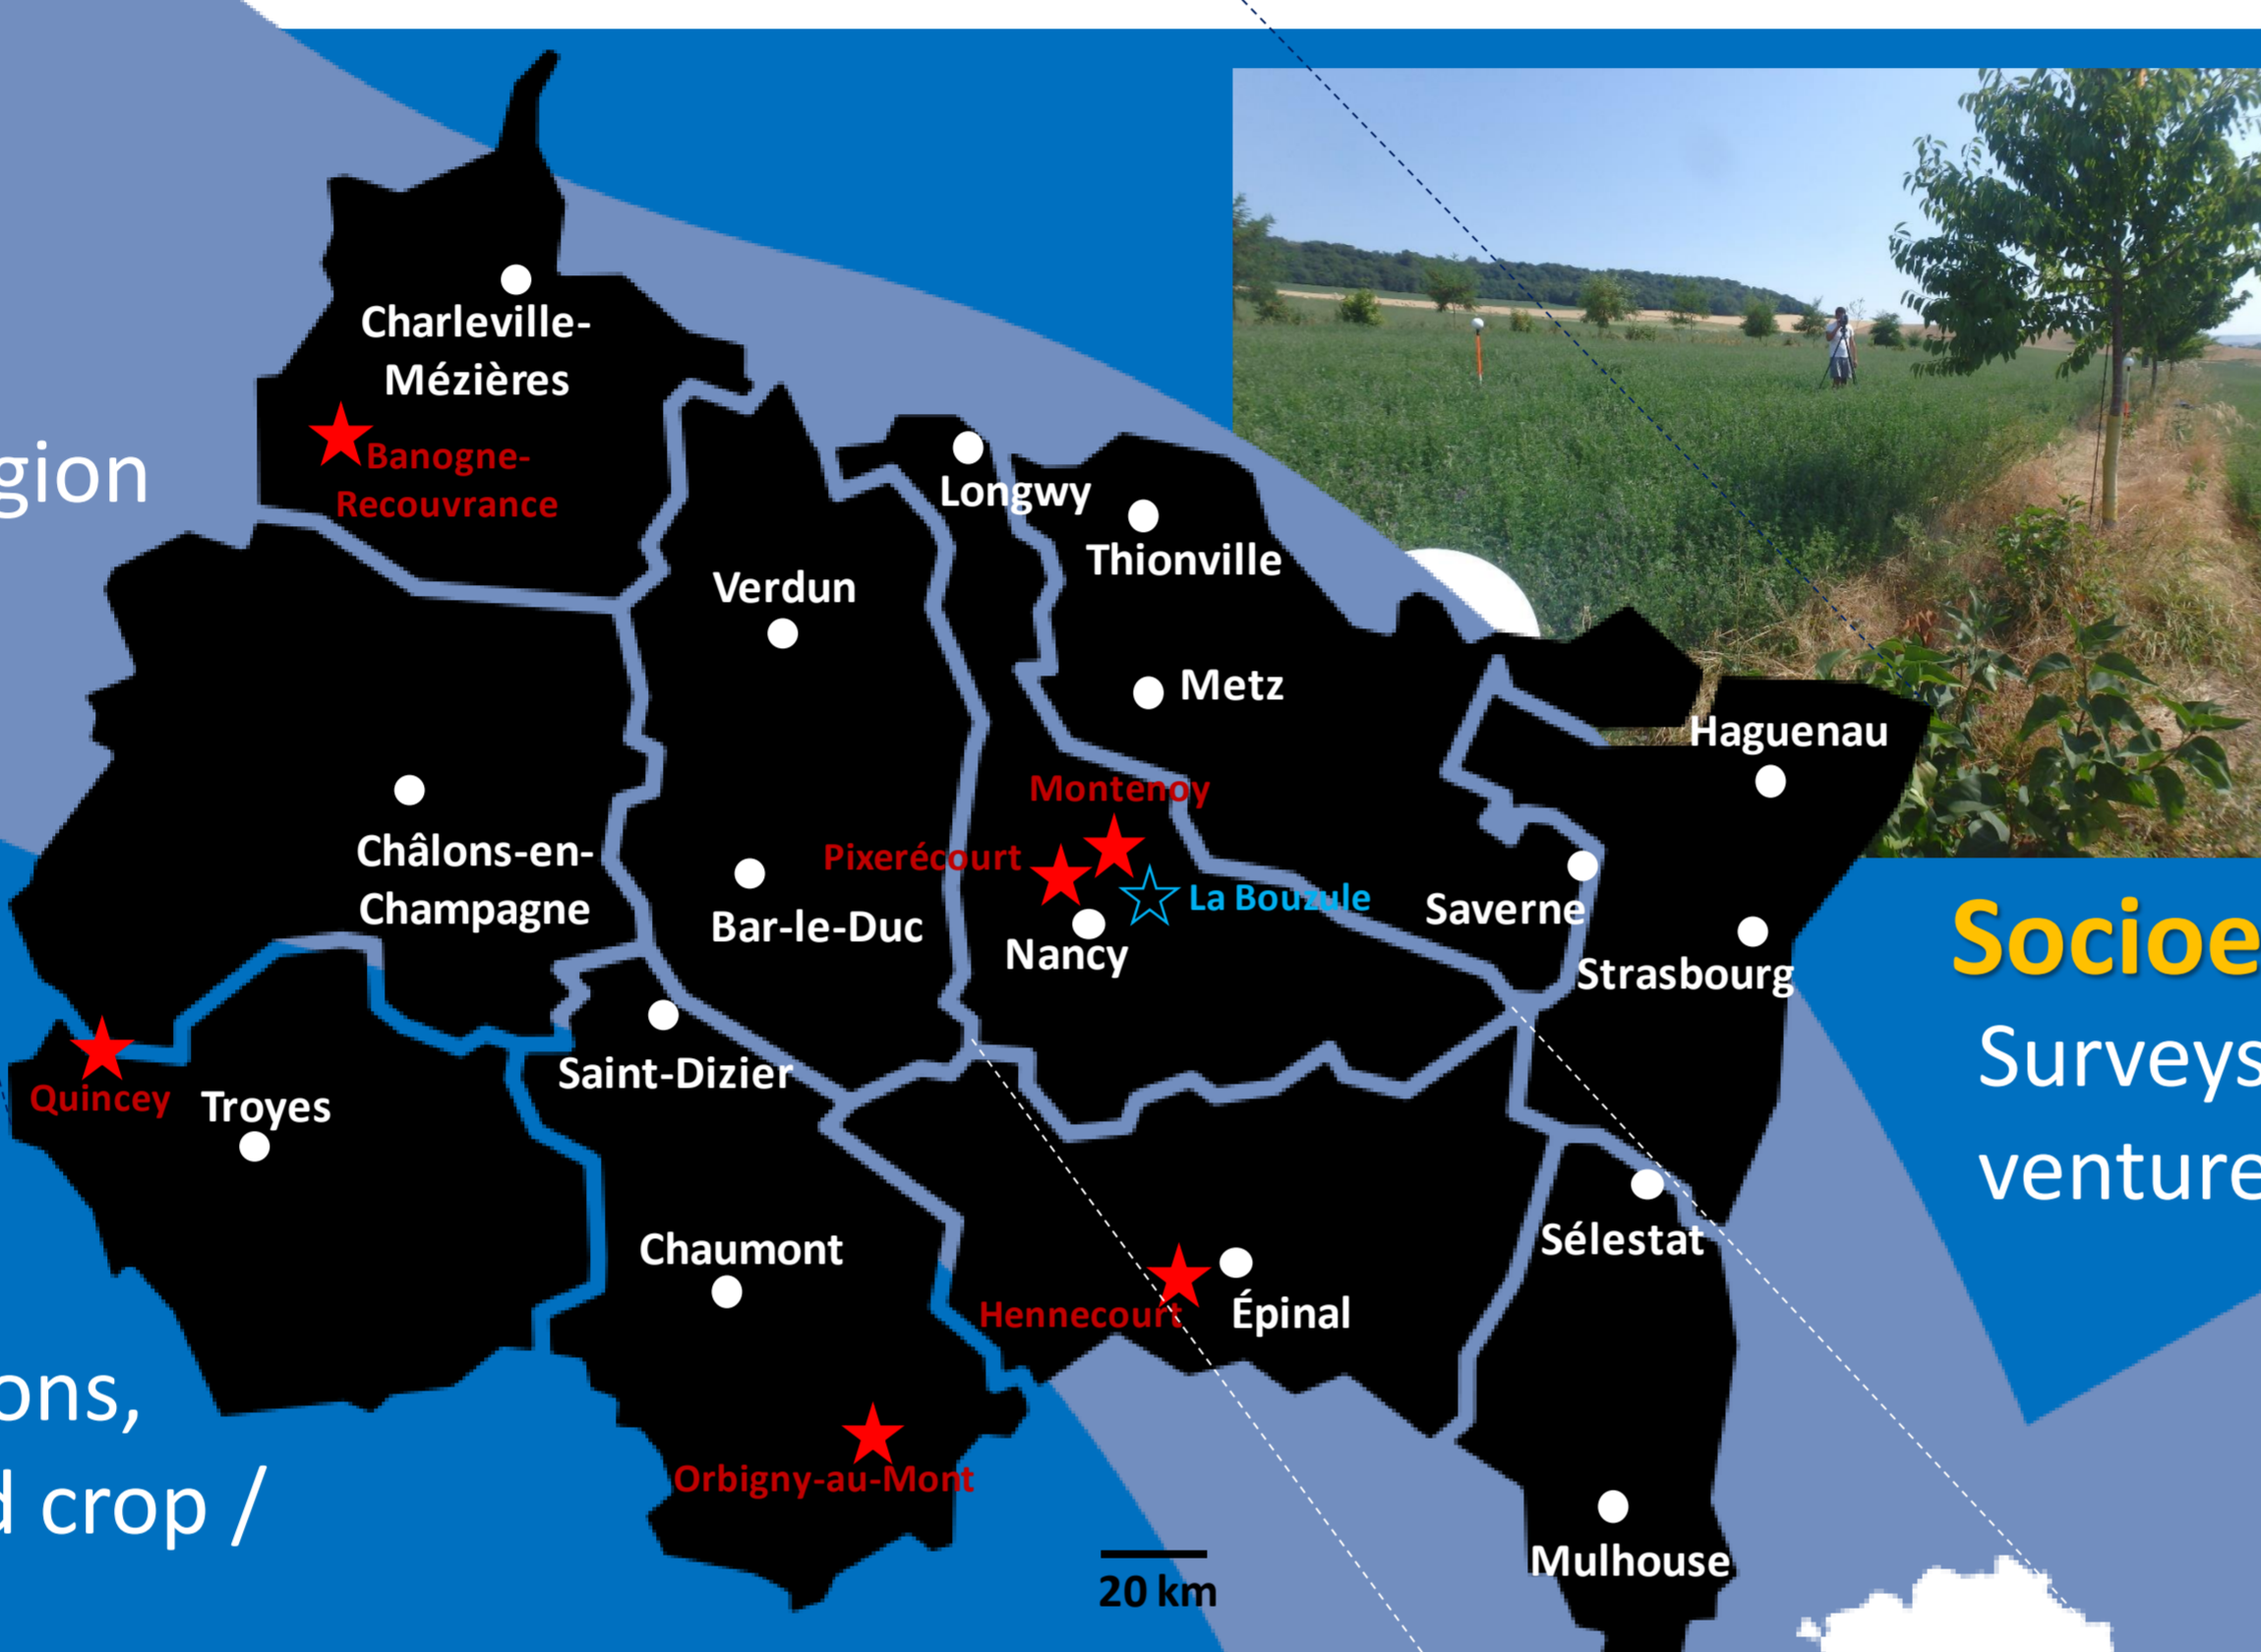 gion
Charleville-
Mézières
Banogne-
Recouvrance
Longwy
Thionville
Verdun
Metz
Haguenau
Montenoy
Châlons-en-
Champagne
Pixerécourt
La Bouzule
Bar-le-Duc
Nancy
Saverne
Strasbourg
Socioe
Surveys
venture
Saint-Dizier
Quincey
Troyes
Chaumont
Sélestat
Hennecourt
Épinal
ons,
d crop /
Orbigny-au-Mont
Mulhouse
20 km